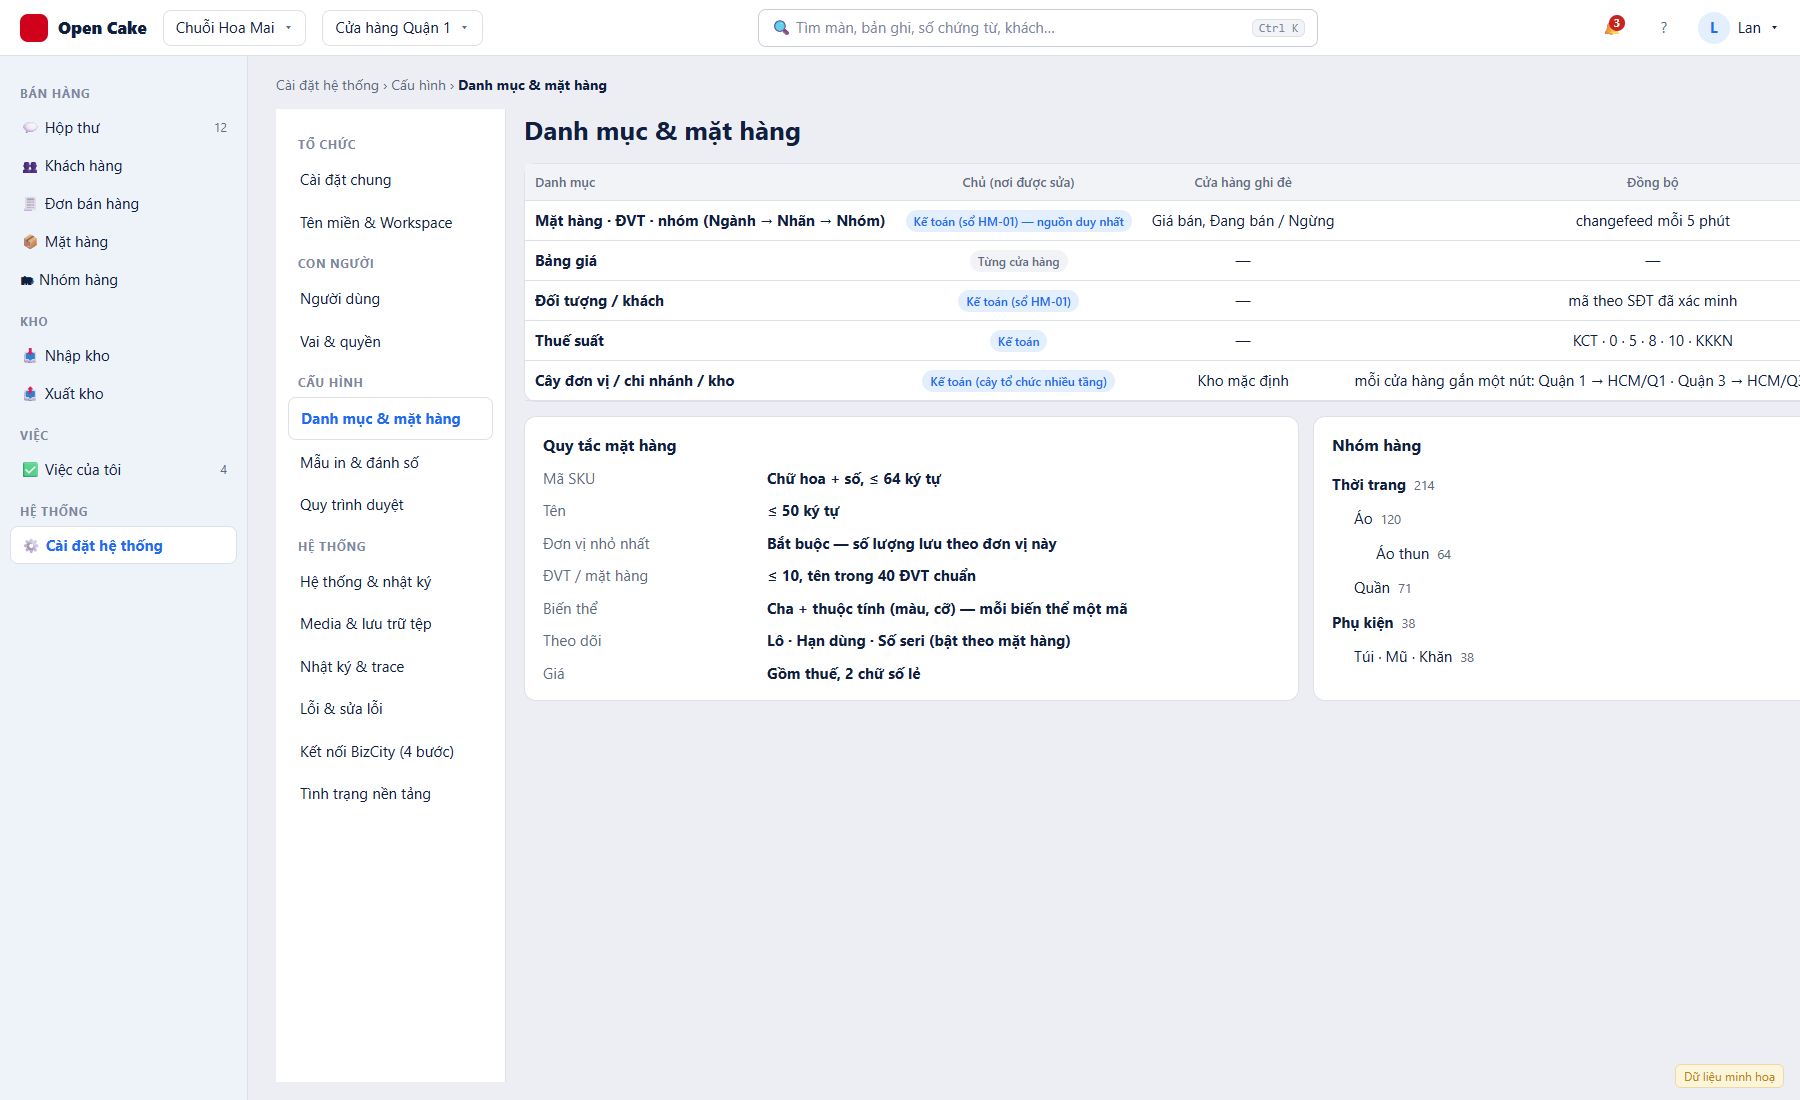 Open Cake
Chuỗi Hoa Mai
Cửa hàng Quận 1
Tìm màn, bản ghi, số chứng từ, khách...
Ctrl K
3
?
L
Lan
BÁN HÀNG
Hộp thư 12
Khách hàng
Đơn bán hàng
Mặt hàng
Nhóm hàng
KHO
Nhập kho
Xuất kho
VIỆC
Việc của tôi 4
HỆ THỐNG
Cài đặt hệ thống
Cài đặt hệ thống › Cấu hình › Danh mục & mặt hàng
TỔ CHỨC
Cài đặt chung
Tên miền & Workspace
CON NGƯỜI
Người dùng
Vai & quyền
CẤU HÌNH
Danh mục & mặt hàng
Mẫu in & đánh số
Quy trình duyệt
HỆ THỐNG
Hệ thống & nhật ký
Media & lưu trữ tệp
Nhật ký & trace
Lỗi & sửa lỗi
Kết nối BizCity (4 bước)
Tình trạng nền tảng
Danh mục & mặt hàng
Danh mục Chủ (nơi được sửa) Cửa hàng ghi đè Đồng bộ
Mặt hàng · ĐVT · nhóm (Ngành → Nhãn → Nhóm) Kế toán (sổ HM-01) — nguồn duy nhất Giá bán, Đang bán / Ngừng changefeed mỗi 5 phút
Bảng giá Từng cửa hàng — —
Đối tượng / khách Kế toán (sổ HM-01) — mã theo SĐT đã xác minh
Thuế suất Kế toán — KCT · 0 · 5 · 8 · 10 · KKKN
Cây đơn vị / chi nhánh / kho Kế toán (cây tổ chức nhiều tầng) Kho mặc định mỗi cửa hàng gắn một nút: Quận 1 → HCM/Q1 · Quận 3 → HCM/Q3
Quy tắc mặt hàng
Mã SKU Chữ hoa + số, ≤ 64 ký tự
Tên ≤ 50 ký tự
Đơn vị nhỏ nhất Bắt buộc — số lượng lưu theo đơn vị này
ĐVT / mặt hàng ≤ 10, tên trong 40 ĐVT chuẩn
Biến thể Cha + thuộc tính (màu, cỡ) — mỗi biến thể một mã
Theo dõi Lô · Hạn dùng · Số seri (bật theo mặt hàng)
Giá Gồm thuế, 2 chữ số lẻ
Nhóm hàng
Thời trang 214
Áo 120
Áo thun 64
Quần 71
Phụ kiện 38
Túi · Mũ · Khăn 38
Dữ liệu minh hoạ